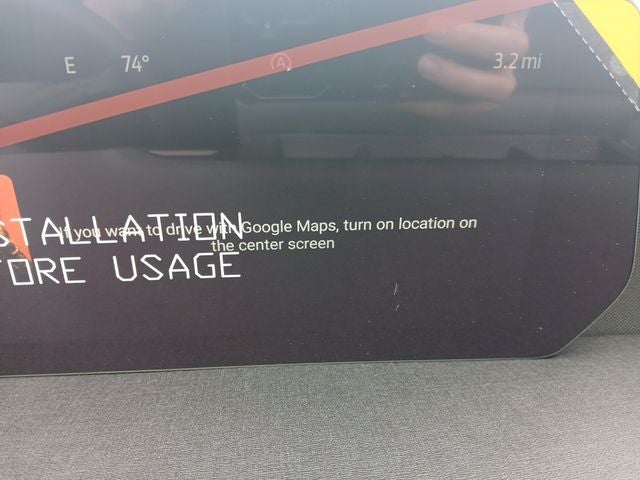 E 74° A 3.2 mi
If you want to drive with Google Maps, turn on location on
the center screen
STALLATION
TORE USAGE